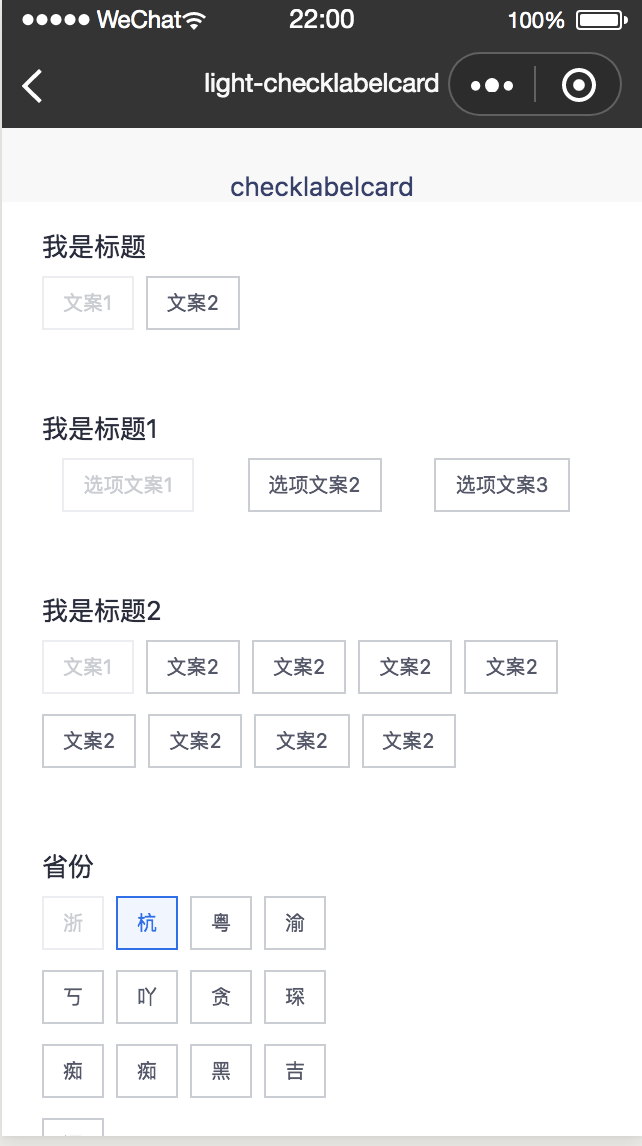 WeChat 22:00 100%
light-checklabelcard
checklabelcard
我是标题
文案1 文案2
我是标题1
选项文案1 选项文案2 选项文案3
我是标题2
文案1 文案2 文案2 文案2 文案2
文案2 文案2 文案2 文案2
省份
浙 杭 粤 渝
丂 吖 贪 琛
痴 痴 黑 吉